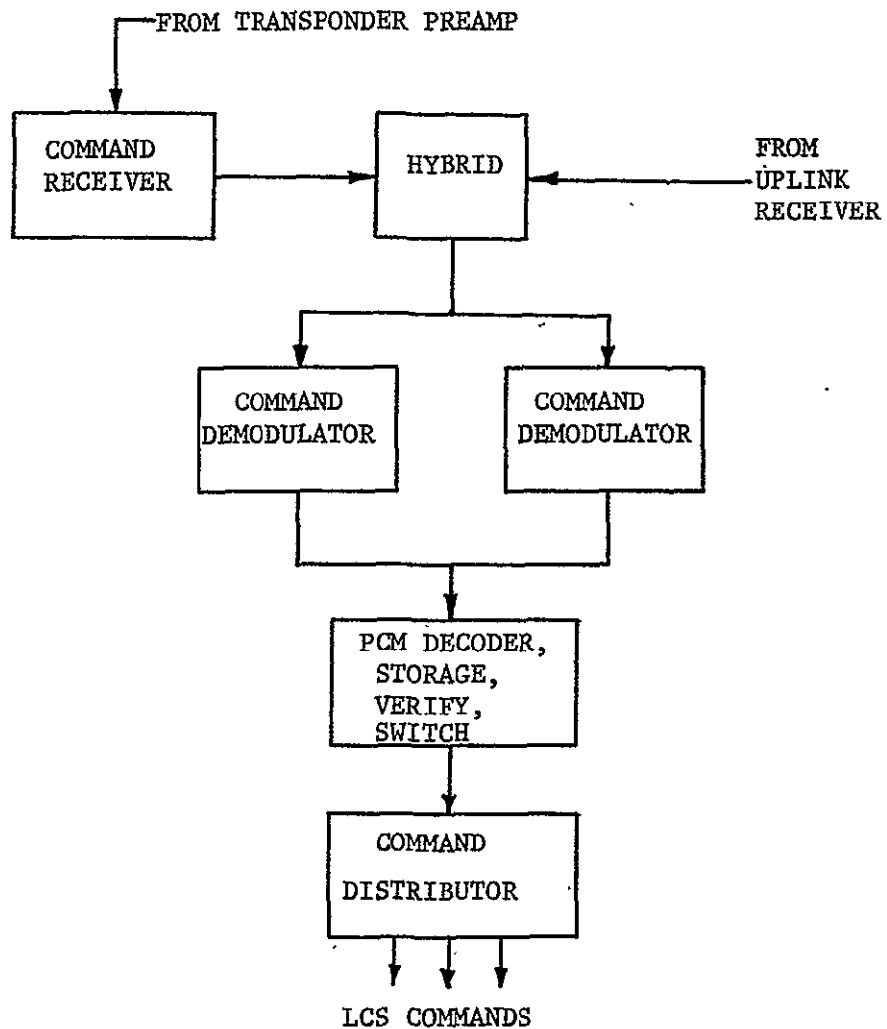 FROM TRANSPONDER PREAMP
COMMAND
RECEIVER
HYBRID
FROM
UPLINK
RECEIVER
COMMAND
DEMODULATOR
COMMAND
DEMODULATOR
PCM DECODER,
STORAGE,
VERIFY,
SWITCH
COMMAND
DISTRIBUTOR
LCS COMMANDS